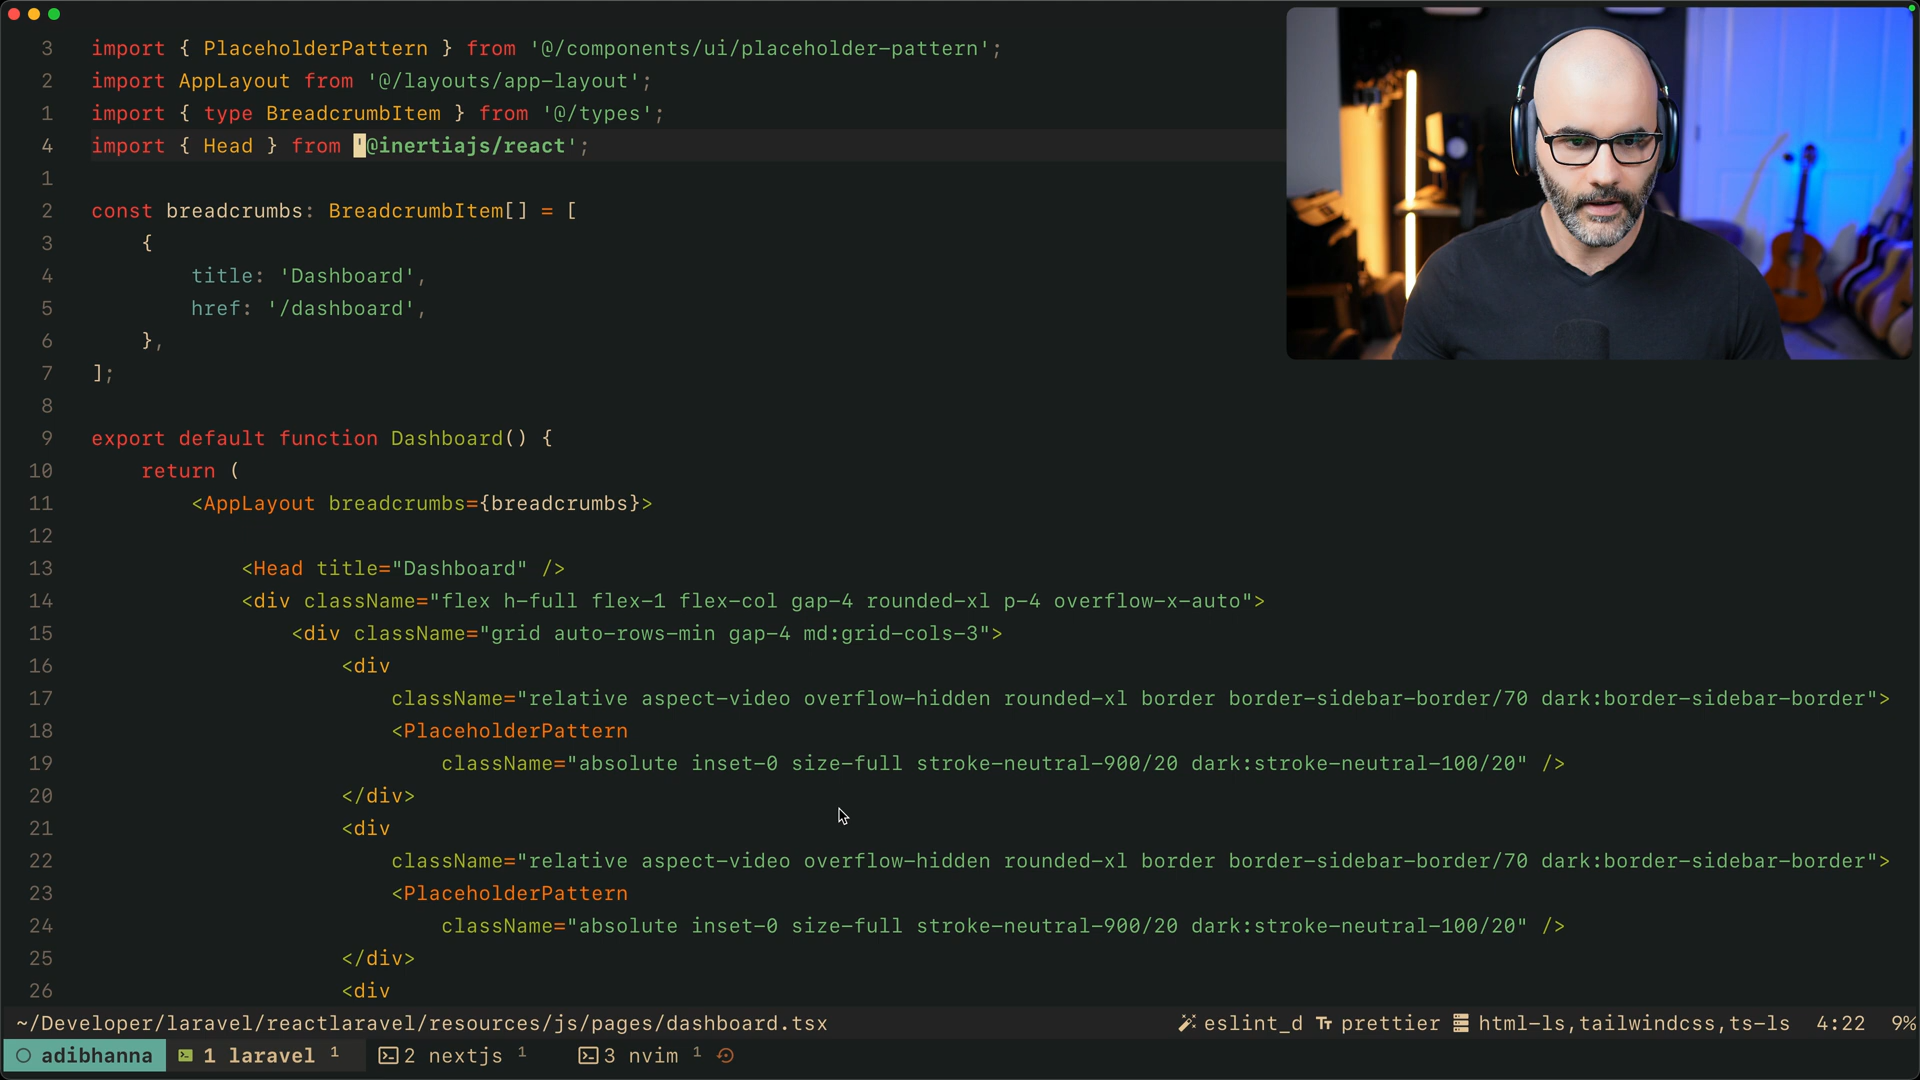 3 import { PlaceholderPattern } from '@/components/ui/placeholder-pattern';
2 import AppLayout from '@/layouts/app-layout';
1 import { type BreadcrumbItem } from '@/types';
4 import { Head } from '@inertiajs/react';
1
2 const breadcrumbs: BreadcrumbItem[] = [
3 {
4 title: 'Dashboard',
5 href: '/dashboard',
6 },
7 ];
8
9 export default function Dashboard() {
10 return (
11 <AppLayout breadcrumbs={breadcrumbs}>
12
13 <Head title="Dashboard" />
14 <div className="flex h-full flex-1 flex-col gap-4 rounded-xl p-4 overflow-x-auto">
15 <div className="grid auto-rows-min gap-4 md:grid-cols-3">
16 <div
17 className="relative aspect-video overflow-hidden rounded-xl border border-sidebar-border/70 dark:border-sidebar-border">
18 <PlaceholderPattern
19 className="absolute inset-0 size-full stroke-neutral-900/20 dark:stroke-neutral-100/20" />
20 </div>
21 <div
22 className="relative aspect-video overflow-hidden rounded-xl border border-sidebar-border/70 dark:border-sidebar-border">
23 <PlaceholderPattern
24 className="absolute inset-0 size-full stroke-neutral-900/20 dark:stroke-neutral-100/20" />
25 </div>
26 <div
~/Developer/laravel/reactlaravel/resources/js/pages/dashboard.tsx eslint_d Tт prettier html-ls,tailwindcss,ts-ls 4:22 9%
adibhanna 1 laravel 1 2 nextjs 1 3 nvim 1